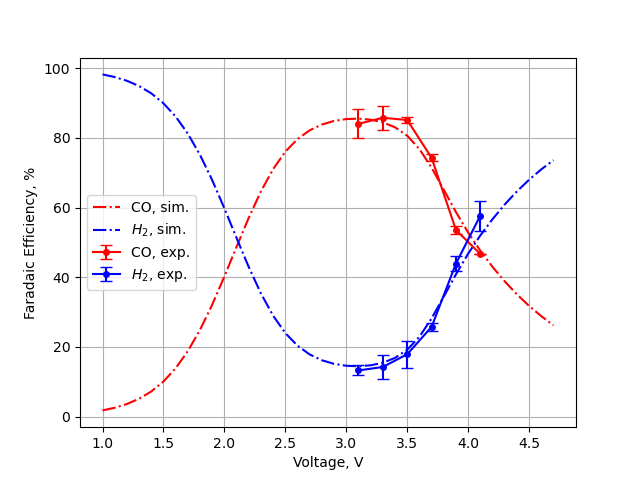 100
80
60
40
20
0
Faradaic Efficiency, %
CO, sim.
H₂, sim.
CO, exp.
H₂, exp.
1.0 1.5 2.0 2.5 3.0 3.5 4.0 4.5
Voltage, V